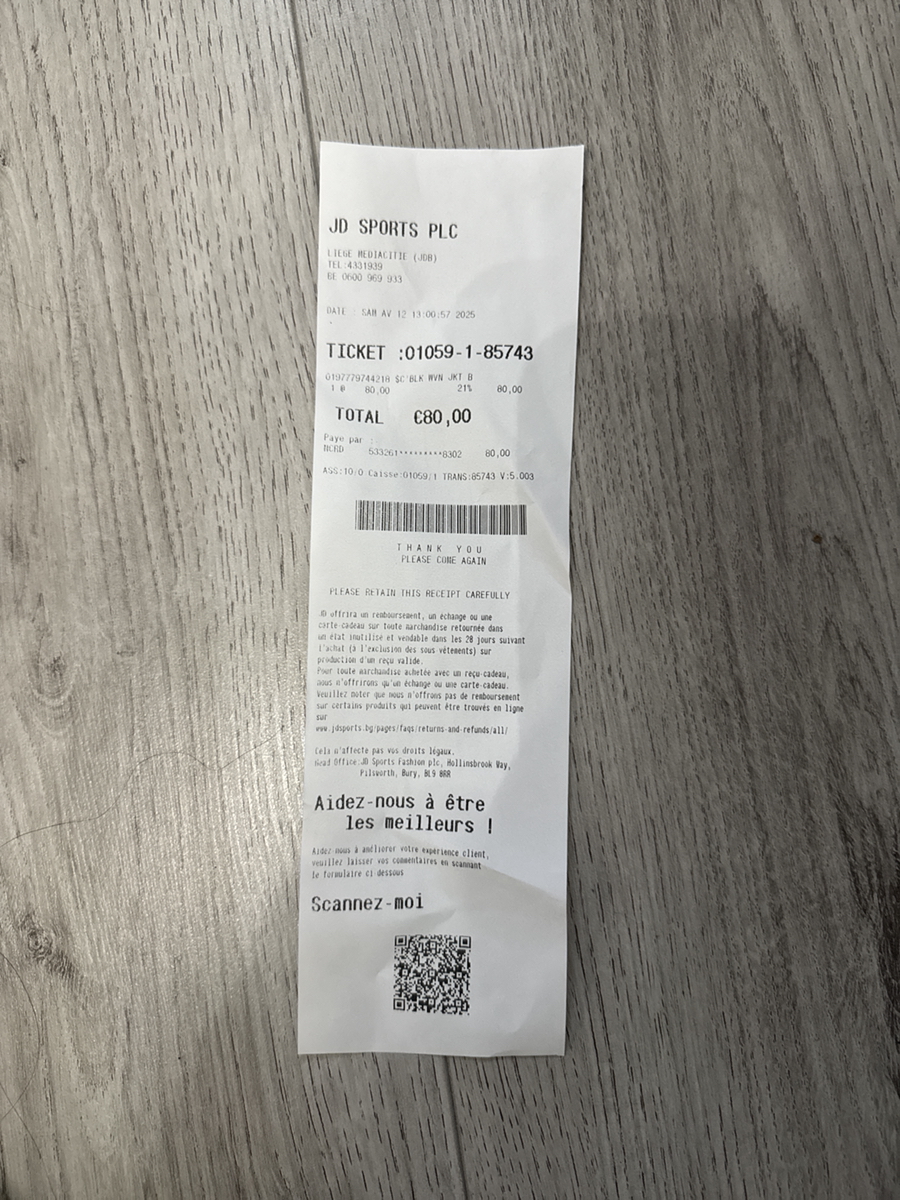 JD SPORTS PLC
LIEGE MEDIACITIE (JDB)
TEL:4331939
BE 0600 969 933
DATE : SAM AV 12 13:00:57 2025
TICKET :01059-1-85743
0197779744218 $C BLK WVN JKT B
1 @ 80,00 21% 80,00
TOTAL €80,00
Paye par :
NCRD 533261*********8302 80,00
ASS:10/0 Caisse:01059/1 TRANS:85743 V:5.003
THANK YOU
PLEASE COME AGAIN
PLEASE RETAIN THIS RECEIPT CAREFULLY
JD offrira un remboursement, un échange ou une
carte-cadeau sur toute marchandise retournée dans
un état inutilisé et vendable dans les 28 jours suivant
l'achat (à l'exclusion des sous vêtements) sur
production d'un reçu valide.
Pour toute marchandise achetée avec un reçu-cadeau,
nous n'offrirons qu'un échange ou une carte-cadeau.
Veuillez noter que nous n'offrons pas de remboursement
sur certains produits qui peuvent être trouvés en ligne
sur
www.jdsports.bg/pages/faqs/returns-and-refunds/all/
Cela n'affecte pas vos droits légaux.
Head Office:JD Sports Fashion plc, Hollinsbrook Way,
Pilsworth, Bury, BL9 8RR
Aidez-nous à être
les meilleurs !
Aidez-nous à améliorer votre expérience client,
veuillez laisser vos commentaires en scannant
le formulaire ci dessous
Scannez-moi